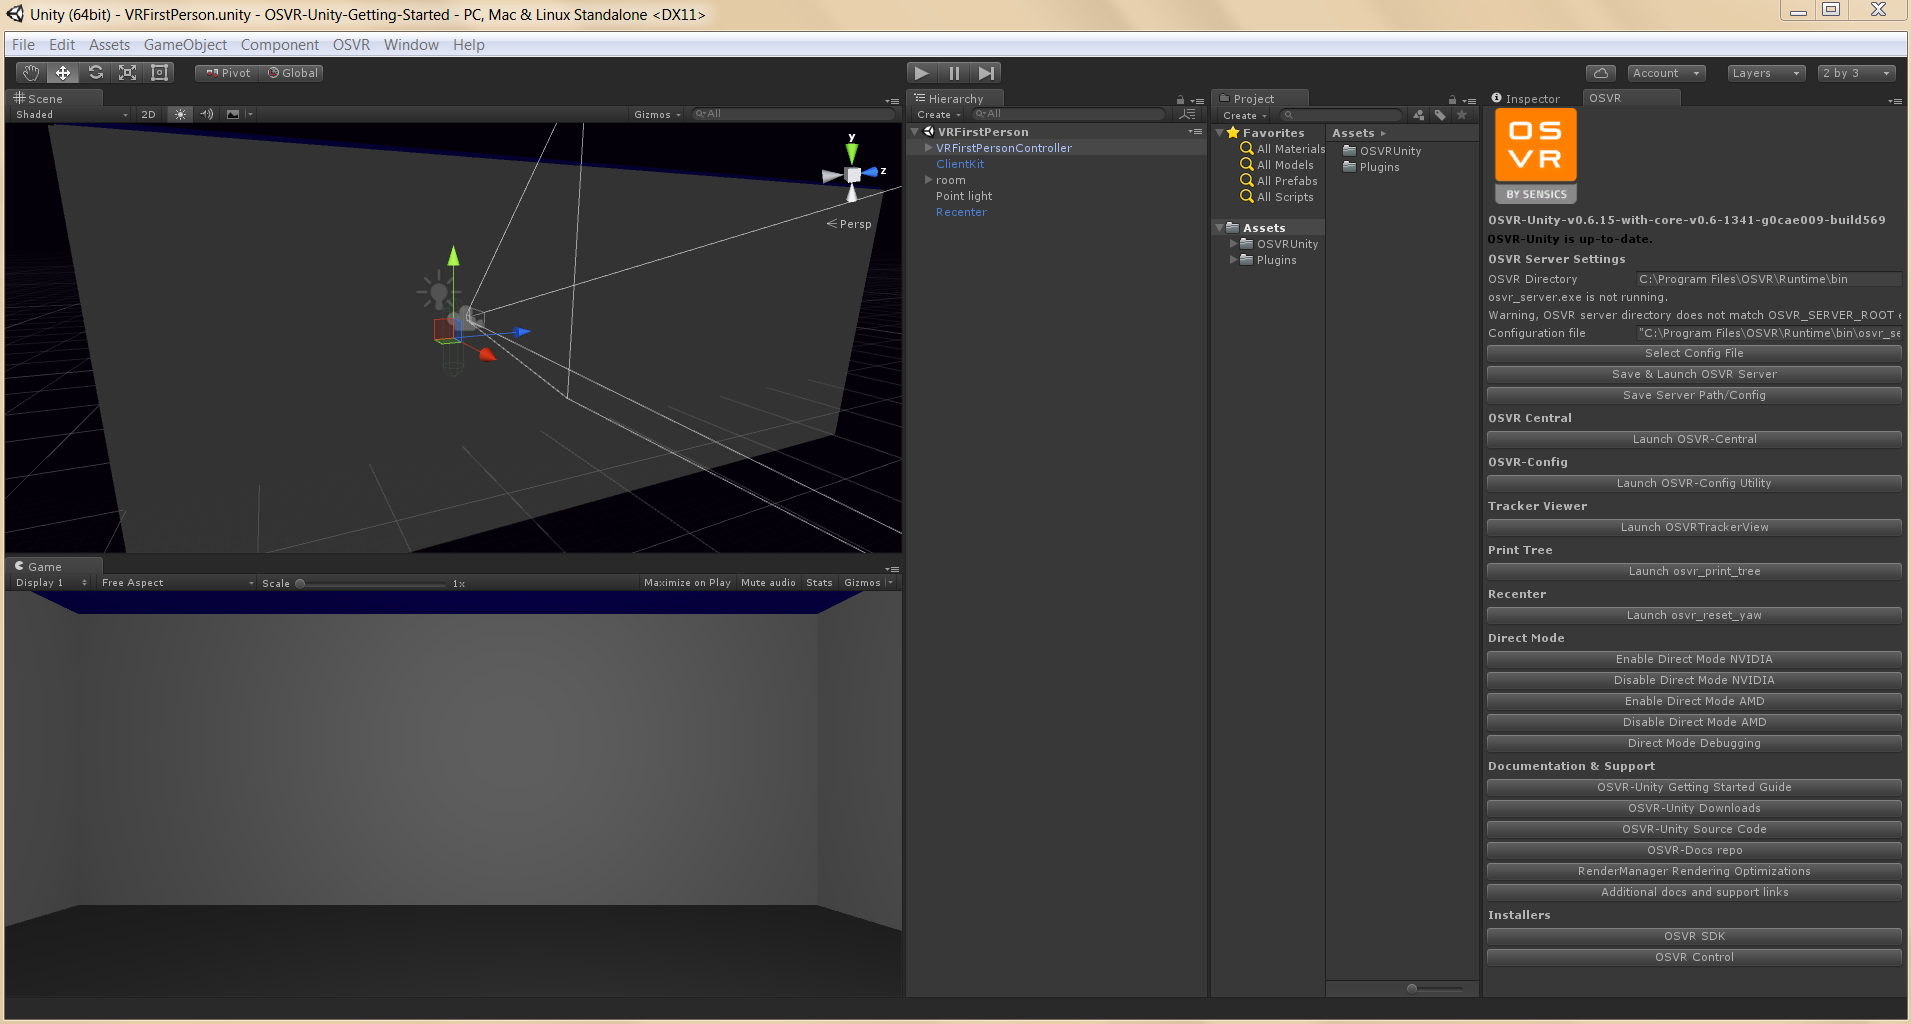 Unity (64bit) - VRFirstPerson.unity - OSVR-Unity-Getting-Started - PC, Mac & Linux Standalone <DX11>
File Edit Assets GameObject Component OSVR Window Help
Pivot Global
Account Layers 2 by 3
Scene
Shaded 2D Gizmos All
y
z
Persp
Game
Display 1 Free Aspect Scale 1x Maximize on Play Mute audio Stats Gizmos
Hierarchy
Create All
VRFirstPerson
VRFirstPersonController
ClientKit
room
Point light
Recenter
Project
Create
Favorites
All Materials
All Models
All Prefabs
All Scripts
Assets
OSVRUnity
Plugins
Assets
OSVRUnity
Plugins
Inspector OSVR
OS
VR
BY SENSICS
OSVR-Unity-v0.6.15-with-core-v0.6-1341-g0cae009-build569
OSVR-Unity is up-to-date.
OSVR Server Settings
OSVR Directory C:\Program Files\OSVR\Runtime\bin
osvr_server.exe is not running.
Warning, OSVR server directory does not match OSVR_SERVER_ROOT e
Configuration file "C:\Program Files\OSVR\Runtime\bin\osvr_se
Select Config File
Save & Launch OSVR Server
Save Server Path/Config
OSVR Central
Launch OSVR-Central
OSVR-Config
Launch OSVR-Config Utility
Tracker Viewer
Launch OSVRTrackerView
Print Tree
Launch osvr_print_tree
Recenter
Launch osvr_reset_yaw
Direct Mode
Enable Direct Mode NVIDIA
Disable Direct Mode NVIDIA
Enable Direct Mode AMD
Disable Direct Mode AMD
Direct Mode Debugging
Documentation & Support
OSVR-Unity Getting Started Guide
OSVR-Unity Downloads
OSVR-Unity Source Code
OSVR-Docs repo
RenderManager Rendering Optimizations
Additional docs and support links
Installers
OSVR SDK
OSVR Control